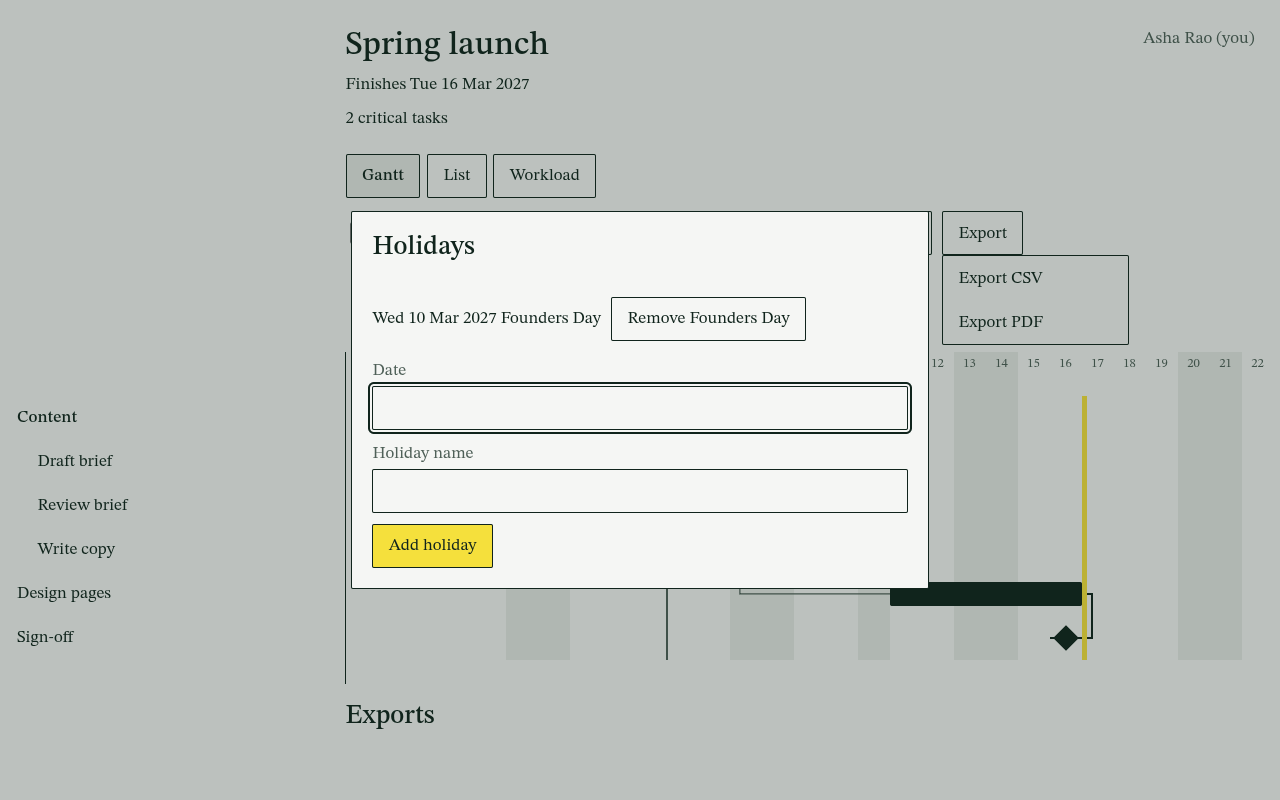 Spring launch
Asha Rao (you)
Finishes Tue 16 Mar 2027
2 critical tasks
Gantt List Workload
Export
Export CSV
Export PDF
Holidays
Wed 10 Mar 2027 Founders Day Remove Founders Day
Date
Holiday name
Add holiday
12 13 14 15 16 17 18 19 20 21 22
Content
Draft brief
Review brief
Write copy
Design pages
Sign-off
Exports